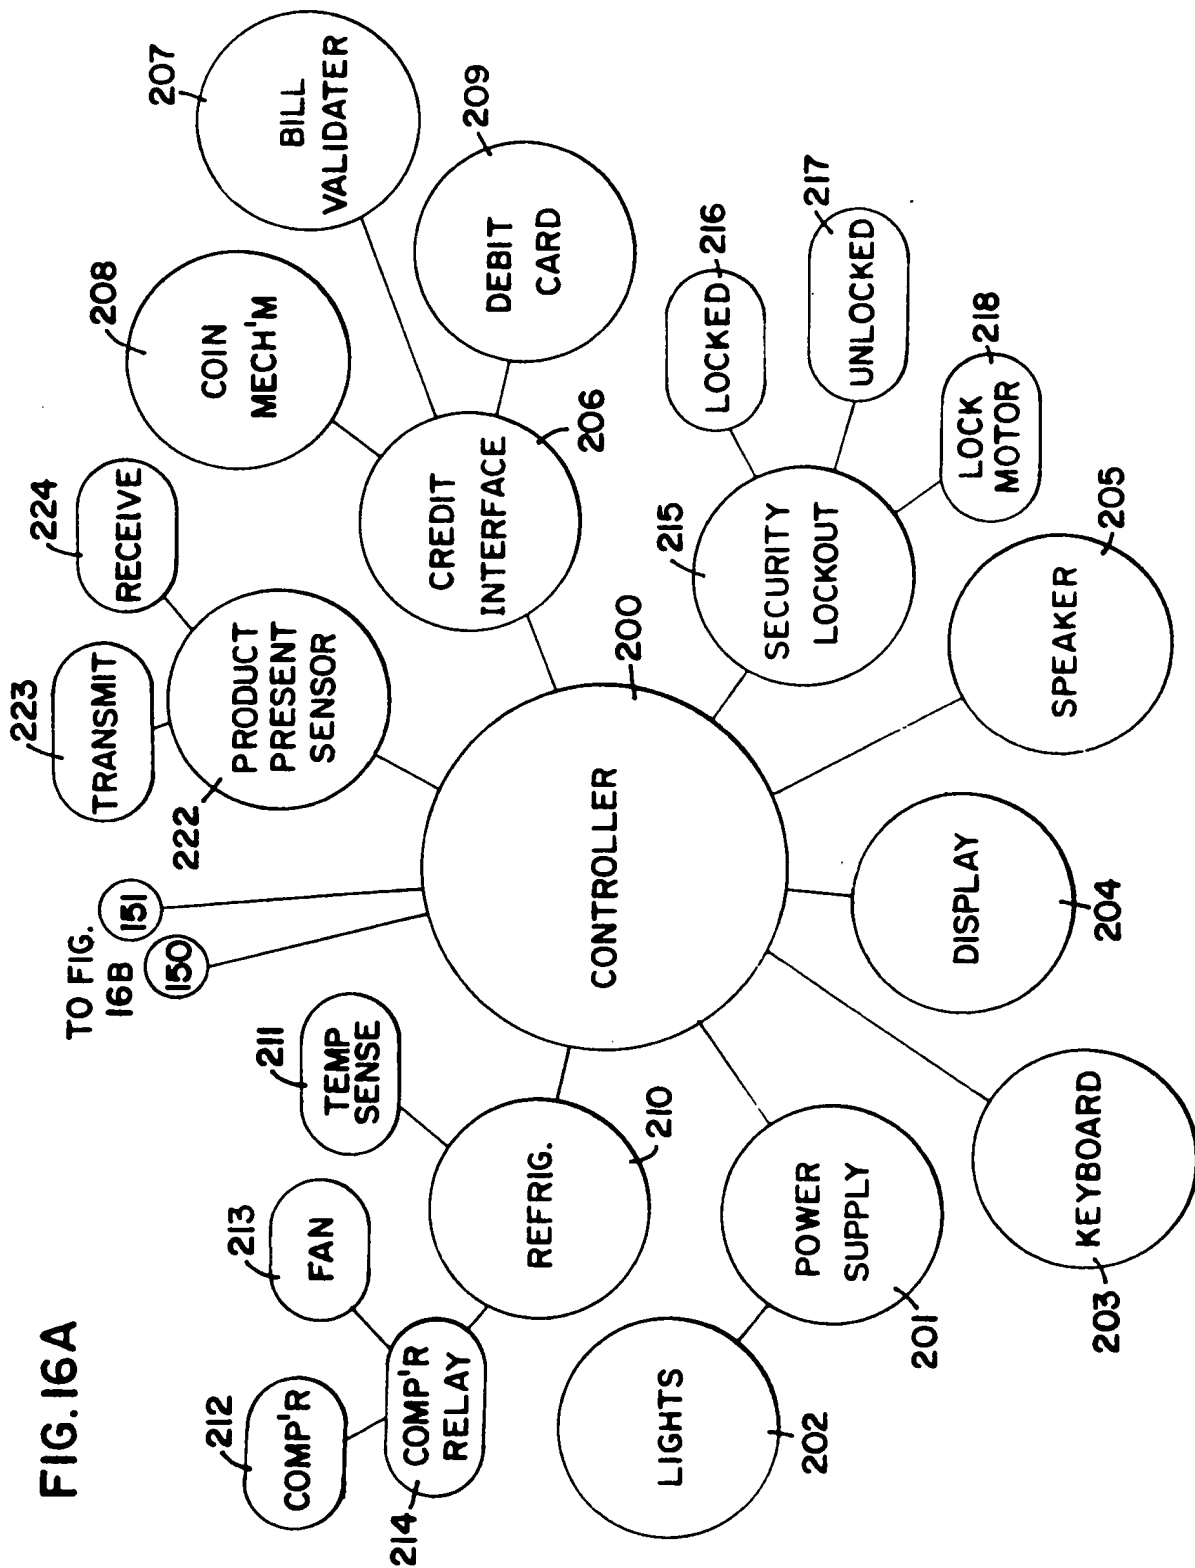 FIG. 16A
TO FIG.
16B
150
151
223
TRANSMIT
224
RECEIVE
222
PRODUCT
PRESENT
SENSOR
208
COIN
MECH'M
207
BILL
VALIDATER
209
DEBIT
CARD
CREDIT
INTERFACE
206
212
COMP'R
213
FAN
211
TEMP
SENSE
214
COMP'R
RELAY
REFRIG.
210
CONTROLLER
200
215
SECURITY
LOCKOUT
LOCKED
216
UNLOCKED
217
LOCK
MOTOR
218
LIGHTS
202
POWER
SUPPLY
201
KEYBOARD
203
DISPLAY
204
SPEAKER
205